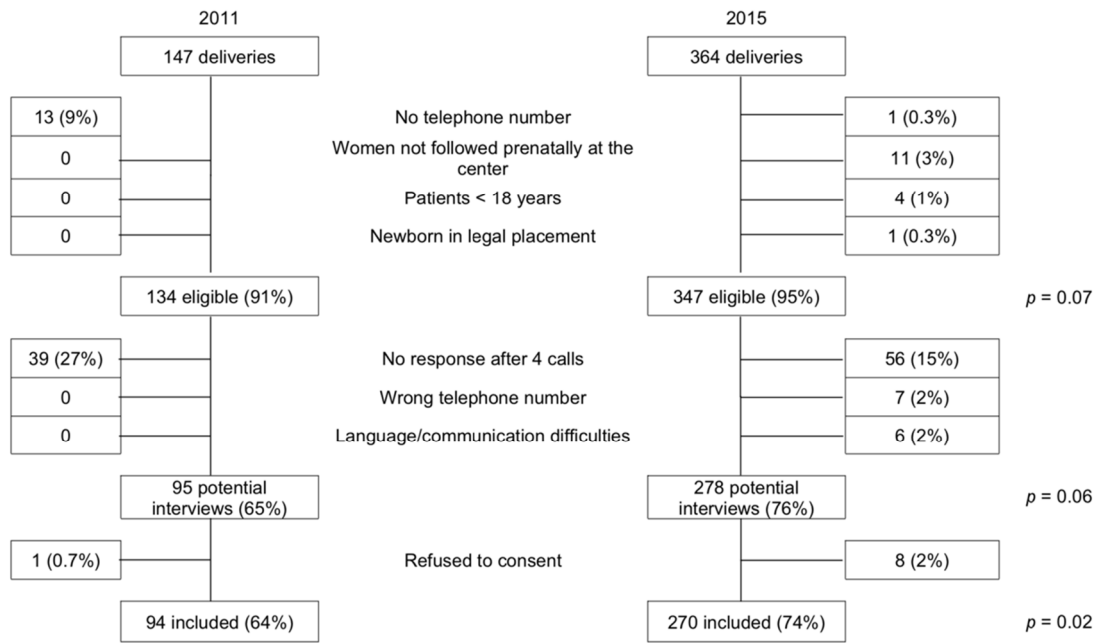 2011 2015
147 deliveries 364 deliveries
13 (9%) No telephone number 1 (0.3%)
0 Women not followed prenatally at the
center 11 (3%)
0 Patients < 18 years 4 (1%)
0 Newborn in legal placement 1 (0.3%)
134 eligible (91%) 347 eligible (95%) p = 0.07
39 (27%) No response after 4 calls 56 (15%)
0 Wrong telephone number 7 (2%)
0 Language/communication difficulties 6 (2%)
95 potential 278 potential
interviews (65%) interviews (76%) p = 0.06
1 (0.7%) Refused to consent 8 (2%)
94 included (64%) 270 included (74%) p = 0.02